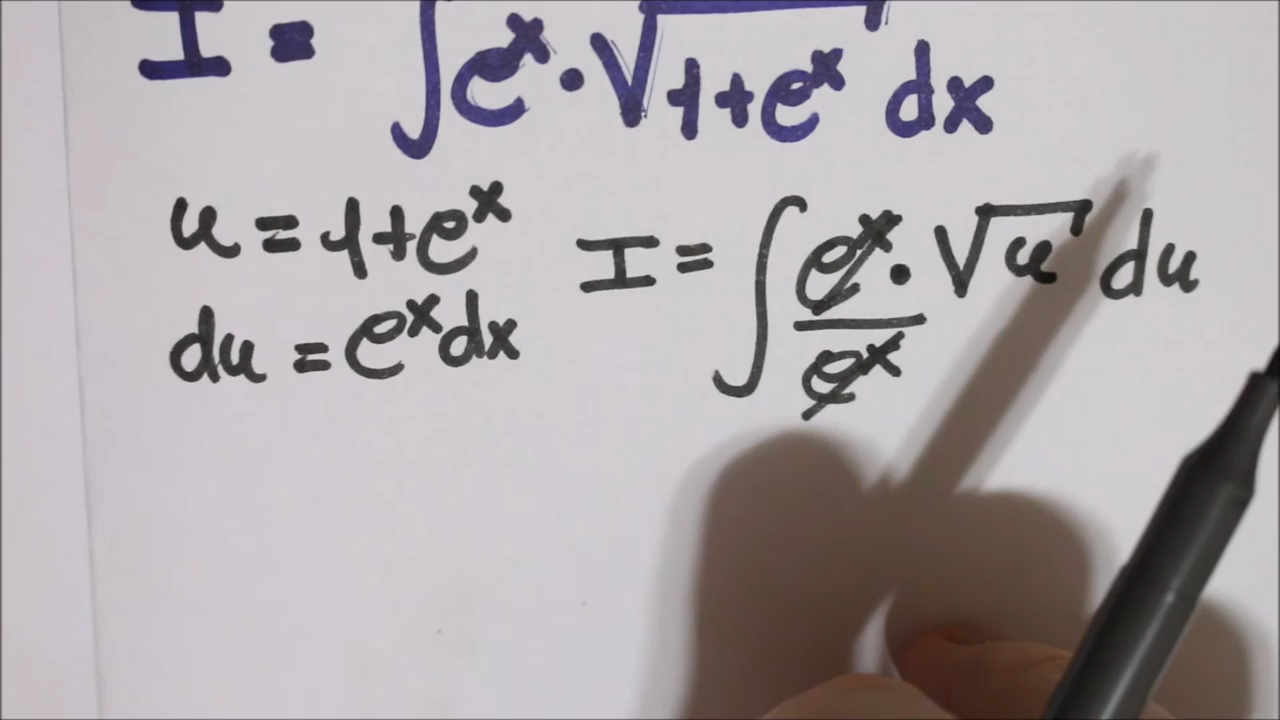 I = ∫e^x · √(1+e^x) dx
u = 1+e^x
du = e^x dx
I = ∫ (e^x · √u)/(e^x) du